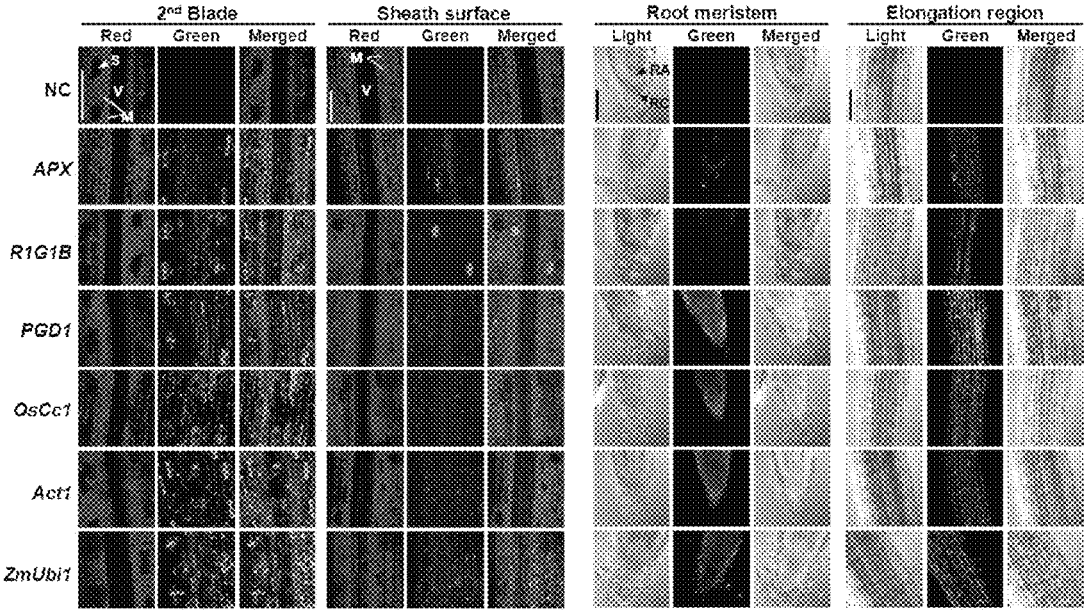 2nd Blade Sheath surface Root meristem Elongation region
Red Green Merged Red Green Merged Light Green Merged Light Green Merged
NC S V M M V RA RC
APX
R1G1B
PGD1
OsCc1
Act1
ZmUbi1